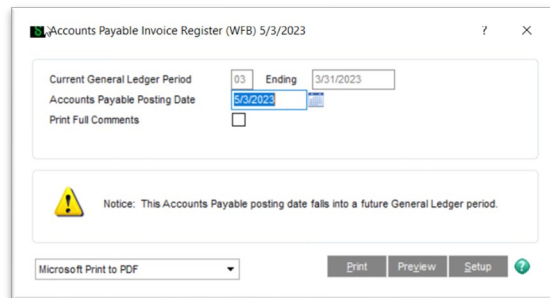 Accounts Payable Invoice Register (WFB) 5/3/2023 ?
Current General Ledger Period 03 Ending 3/31/2023
Accounts Payable Posting Date 5/3/2023
Print Full Comments
Notice: This Accounts Payable posting date falls into a future General Ledger period.
Microsoft Print to PDF Print Preview Setup ?